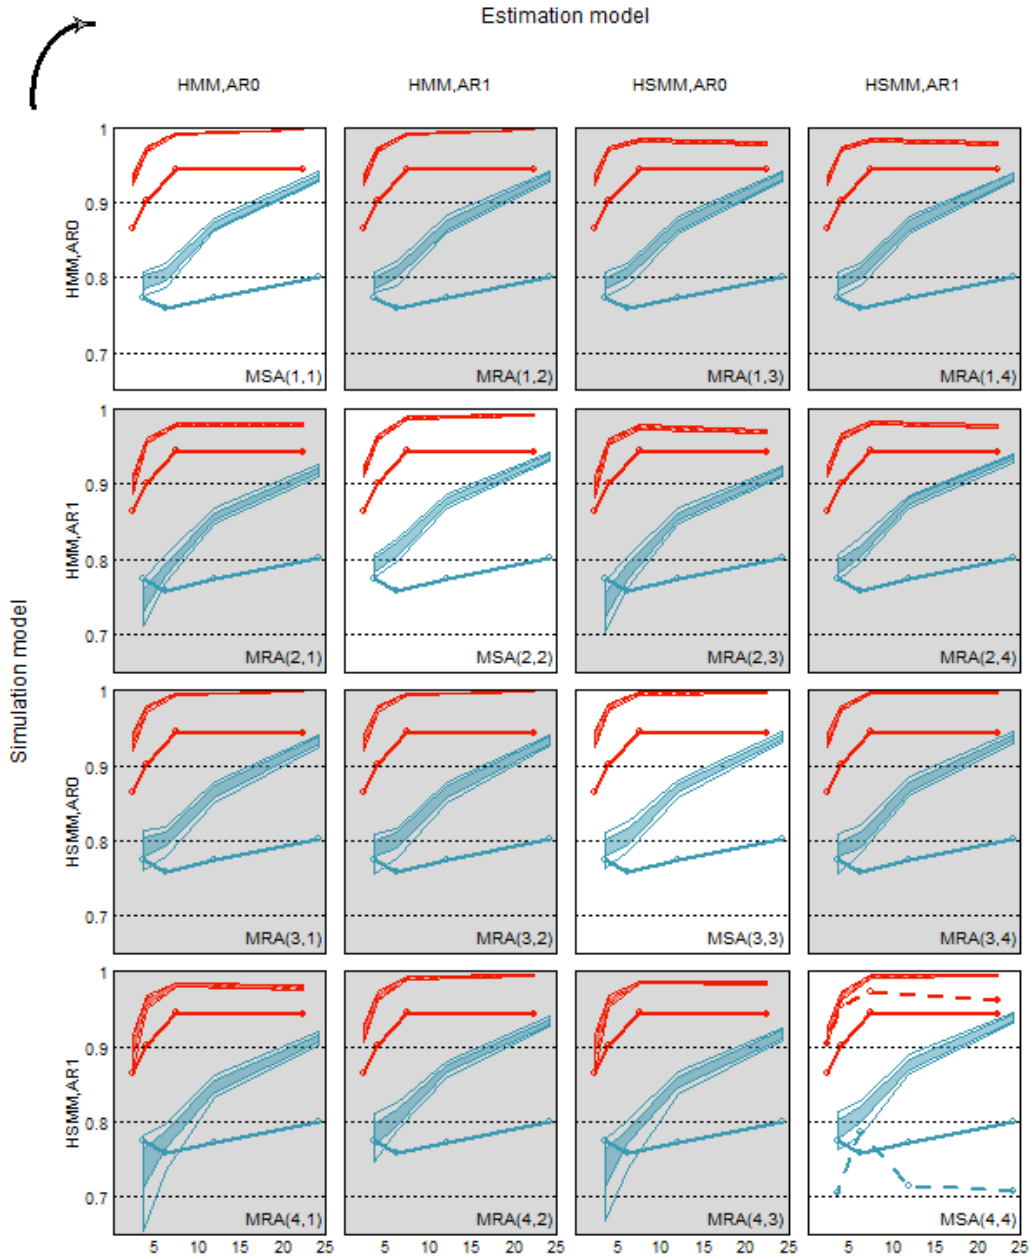 Estimation model
HMM,AR0 HMM,AR1 HSMM,AR0 HSMM,AR1
Simulation model
HMM,AR0
1
0.9
0.8
0.7
MSA(1,1) MRA(1,2) MRA(1,3) MRA(1,4)
HMM,AR1
1
0.9
0.8
0.7
MRA(2,1) MSA(2,2) MRA(2,3) MRA(2,4)
HSMM,AR0
1
0.9
0.8
0.7
MRA(3,1) MRA(3,2) MSA(3,3) MRA(3,4)
HSMM,AR1
1
0.9
0.8
0.7
MRA(4,1) MRA(4,2) MRA(4,3) MSA(4,4)
5 10 15 20 25 5 10 15 20 25 5 10 15 20 25 5 10 15 20 25